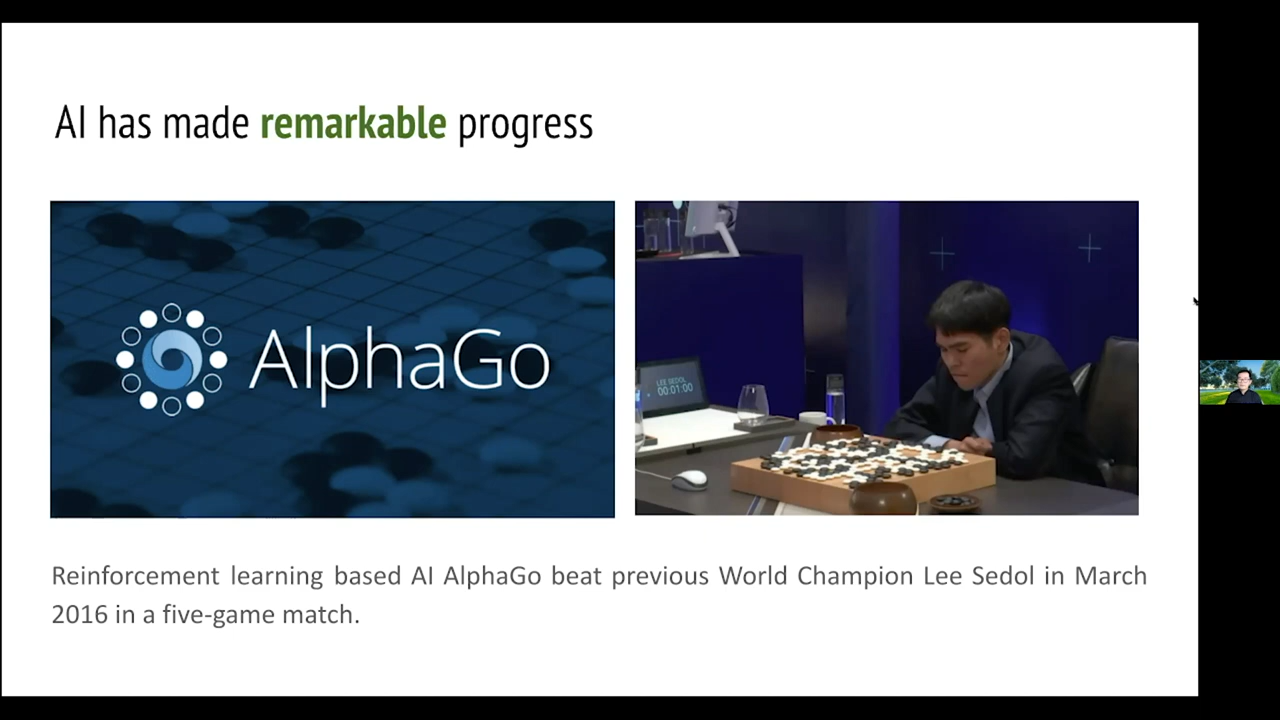 AI has made remarkable progress
AlphaGo
LEE SEDOL
00:01:00
Reinforcement learning based AI AlphaGo beat previous World Champion Lee Sedol in March
2016 in a five-game match.